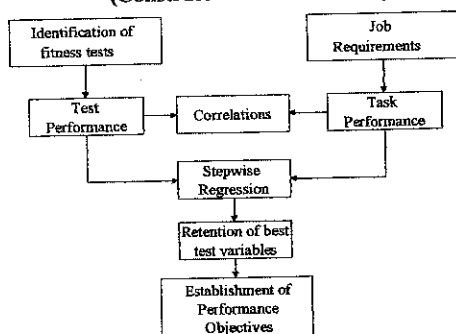 Identification of
fitness tests
Job
Requirements
Test
Performance
Correlations
Task
Performance
Stepwise
Regression
Retention of best
test variables
Establishment of
Performance
Objectives